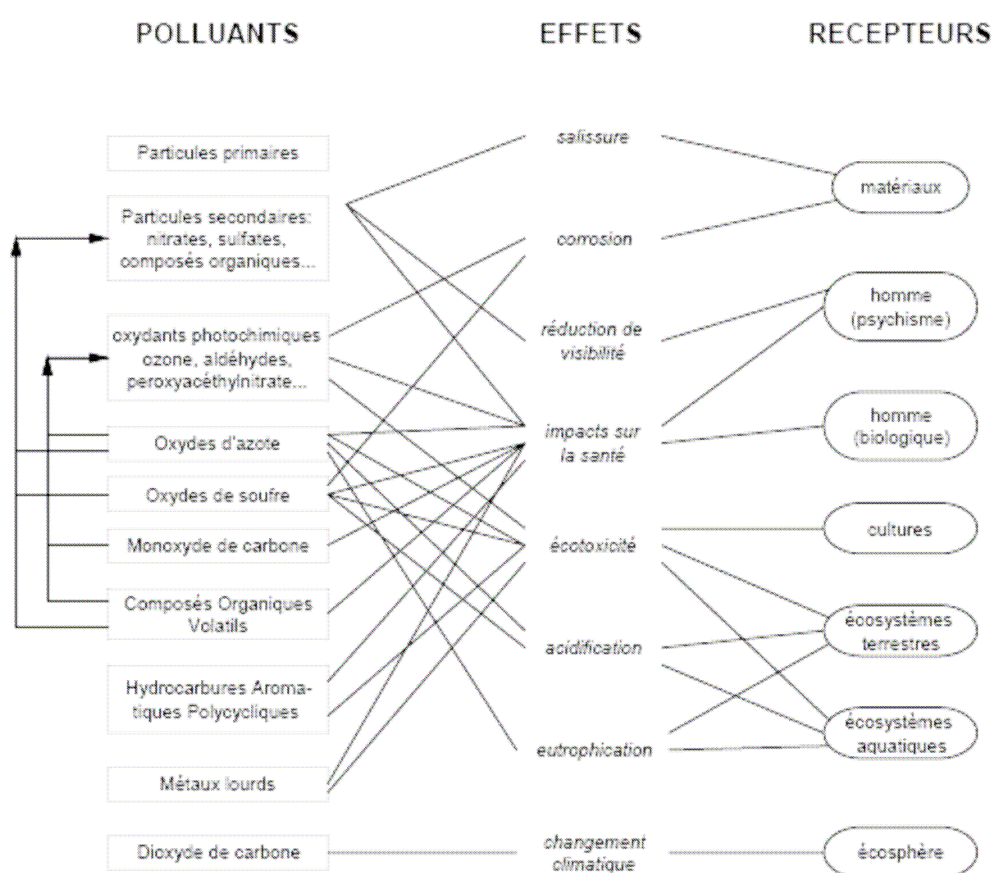 POLLUANTS
EFFETS
RECEPTEURS
Particules primaires
Particules secondaires:
nitrates, sulfates,
composés organiques...
oxydants photochimiques
ozone, aldéhydes,
peroxyacéthylnitrate...
Oxydes d'azote
Oxydes de soufre
Monoxyde de carbone
Composés Organiques
Volatils
Hydrocarbures Aroma-
tiques Polycycliques
Métaux lourds
Dioxyde de carbone
salissure
corrosion
réduction de
visibilité
impacts sur
la santé
écotoxicité
acidification
eutrophication
changement
climatique
matériaux
homme
(psychisme)
homme
(biologique)
cultures
écosystèmes
terrestres
écosystèmes
aquatiques
écosphère